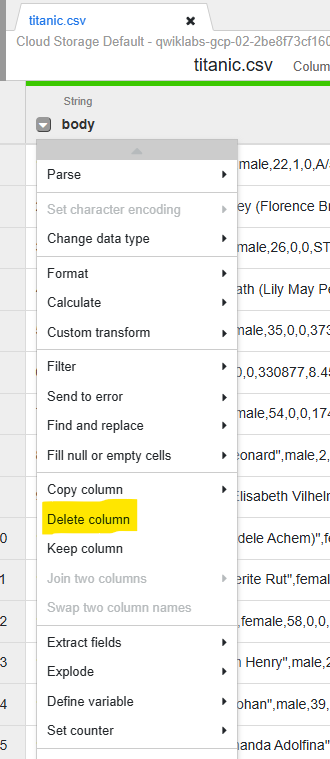 titanic.csv
Cloud Storage Default - qwiklabs-gcp-02-2be8f73cf160
titanic.csv Colum
String
body
Parse ,male,22,1,0,A/
Set character encoding ey (Florence Br
Change data type male,26,0,0,ST
Format ath (Lily May Pe
Calculate
Custom transform male,35,0,0,373
Filter 0,0,330877,8.45
Send to error
Find and replace male,54,0,0,174
Fill null or empty cells eonard",male,2,
Copy column Elisabeth Vilhelm
Delete column
0 dele Achem)",f
Keep column
Join two columns
1 erite Rut",femal
Swap two column names
2 ,female,58,0,0,
Extract fields
3 m Henry",male,2
Explode
4 phan",male,39,
Define variable
Set counter
5 nanda Adolfina"